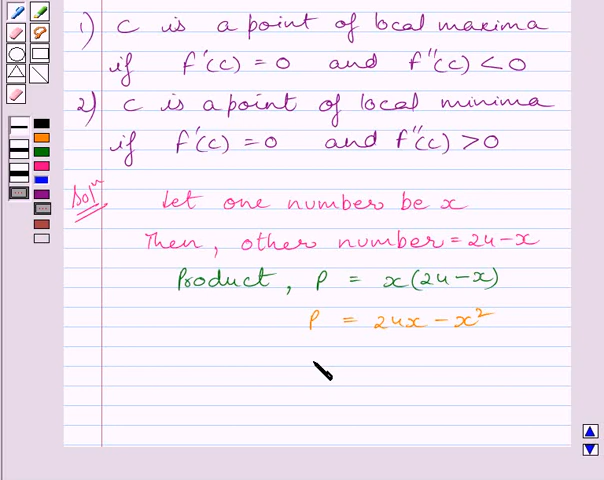 1) C is a point of local maxima
if f'(c) = 0 and f''(c) < 0
2) C is a point of local minima
if f'(c) = 0 and f''(c) > 0
Solⁿ Let one number be x
Then, other number = 24-x
Product, P = x(24-x)
P = 24x - x²